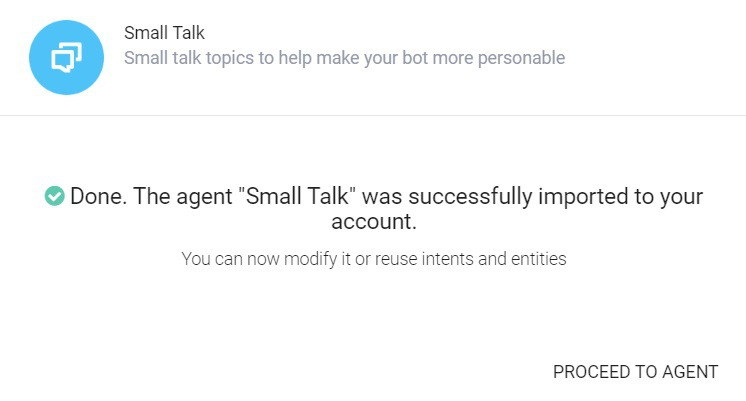 Small Talk
Small talk topics to help make your bot more personable
Done. The agent "Small Talk" was successfully imported to your
account.
You can now modify it or reuse intents and entities
PROCEED TO AGENT